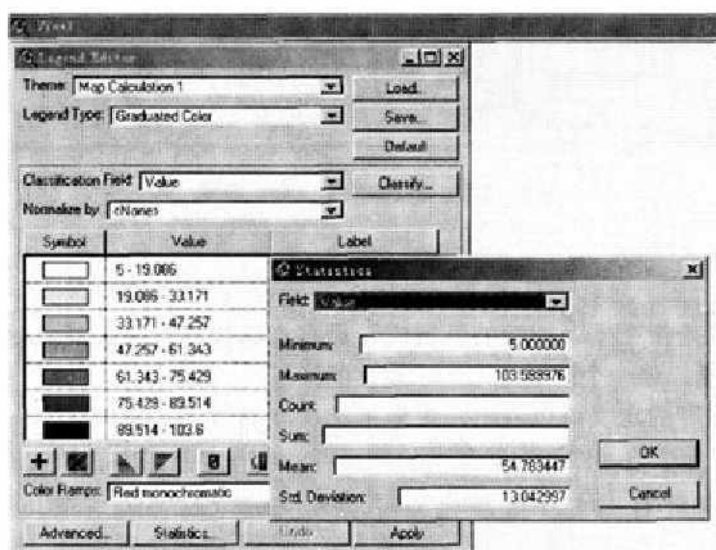 View1
Legend Editor
Theme: Map Calculation 1
Load...
Legend Type: Graduated Color
Save...
Default
Classification Field: Value
Classify...
Normalize by: <None>
Symbol Value Label
5 - 19.086
19.086 - 33.171
33.171 - 47.257
47.257 - 61.343
61.343 - 75.429
75.429 - 89.514
89.514 - 103.6
Color Ramps: Red monochromatic
Advanced... Statistics... Undo Apply
Statistics
Field: Value
Minimum: 5.000000
Maximum: 103.599976
Count:
Sum:
Mean: 54.783447
Std. Deviation: 13.042997
OK
Cancel